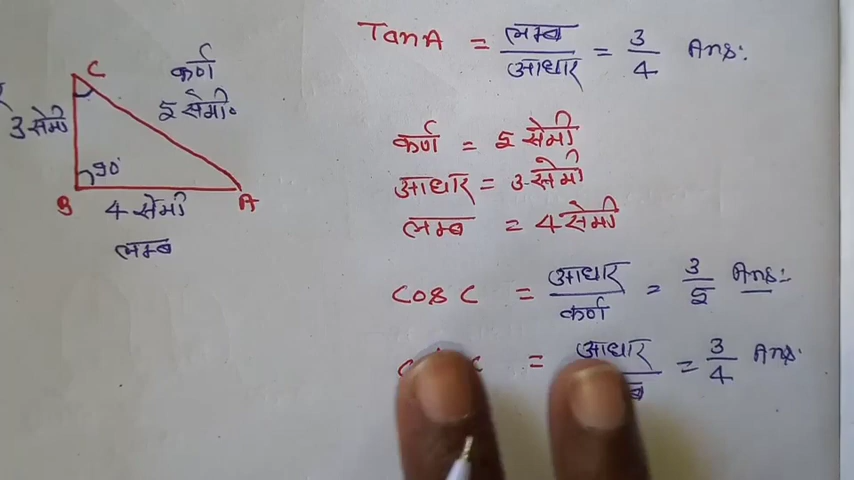 TanA = लम्ब / आधार = 3/4 Ans:
C
कर्ण
5 सेमी०
3 सेमी
90°
B
A
4 सेमी
लम्ब
कर्ण = 5 सेमी
आधार = 3 सेमी
लम्ब = 4 सेमी
Cos C = आधार / कर्ण = 3/5 Ans:-
= आधार / = 3/4 Ans: